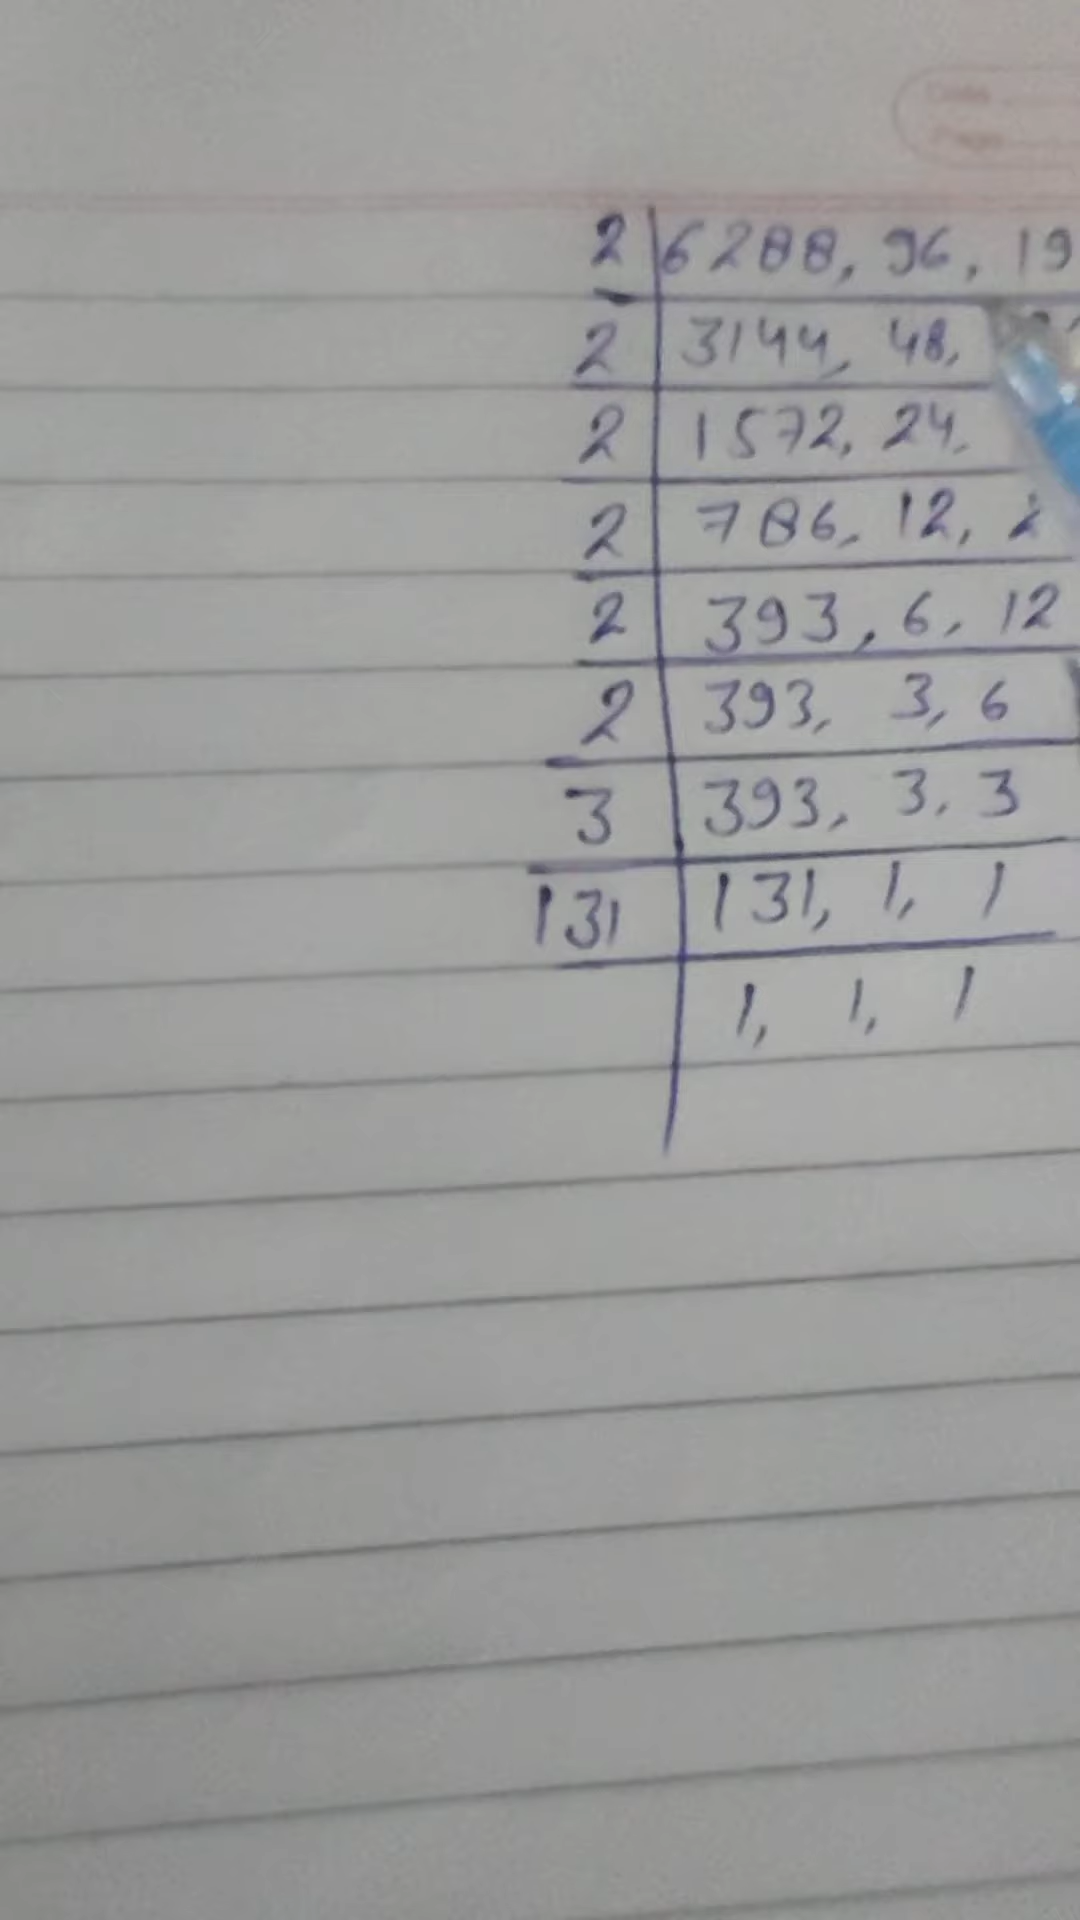 2 | 6288, 96, 19
2 | 3144, 48,
2 | 1572, 24,
2 | 786, 12, 2
2 | 393, 6, 12
2 | 393, 3, 6
3 | 393, 3, 3
131 | 131, 1, 1
1, 1, 1